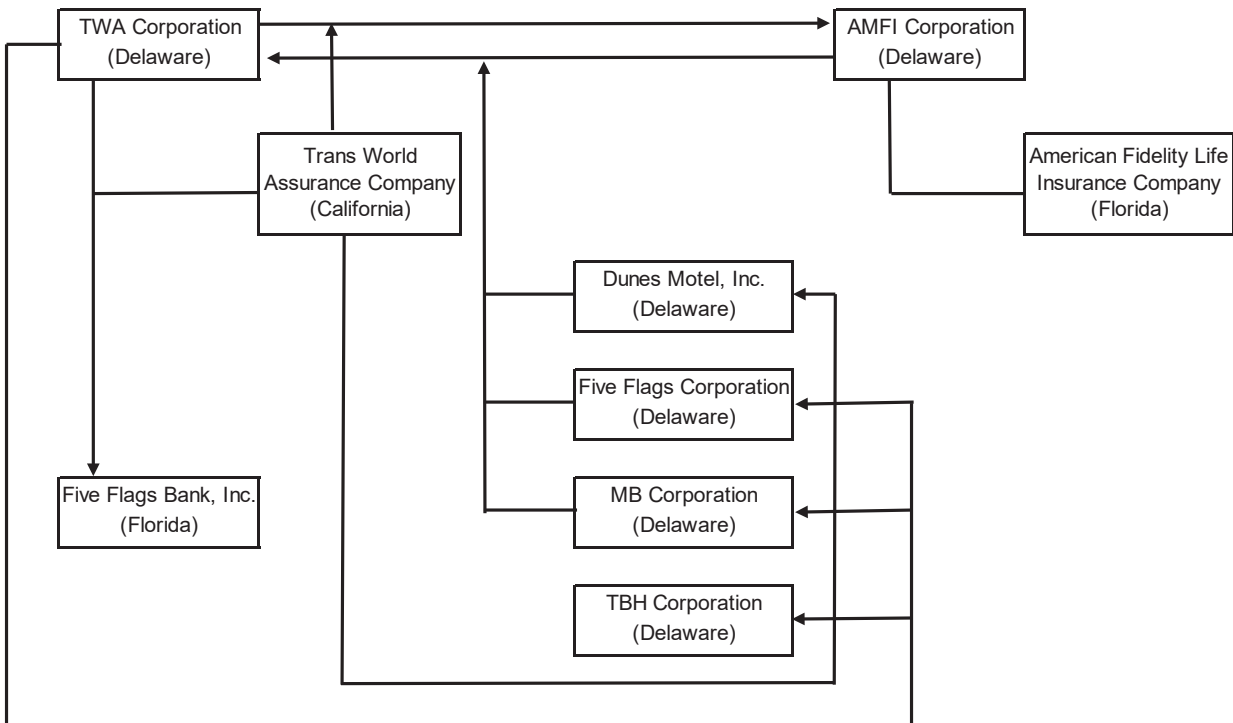 TWA Corporation
(Delaware)
AMFI Corporation
(Delaware)
Trans World
Assurance Company
(California)
American Fidelity Life
Insurance Company
(Florida)
Dunes Motel, Inc.
(Delaware)
Five Flags Corporation
(Delaware)
Five Flags Bank, Inc.
(Florida)
MB Corporation
(Delaware)
TBH Corporation
(Delaware)